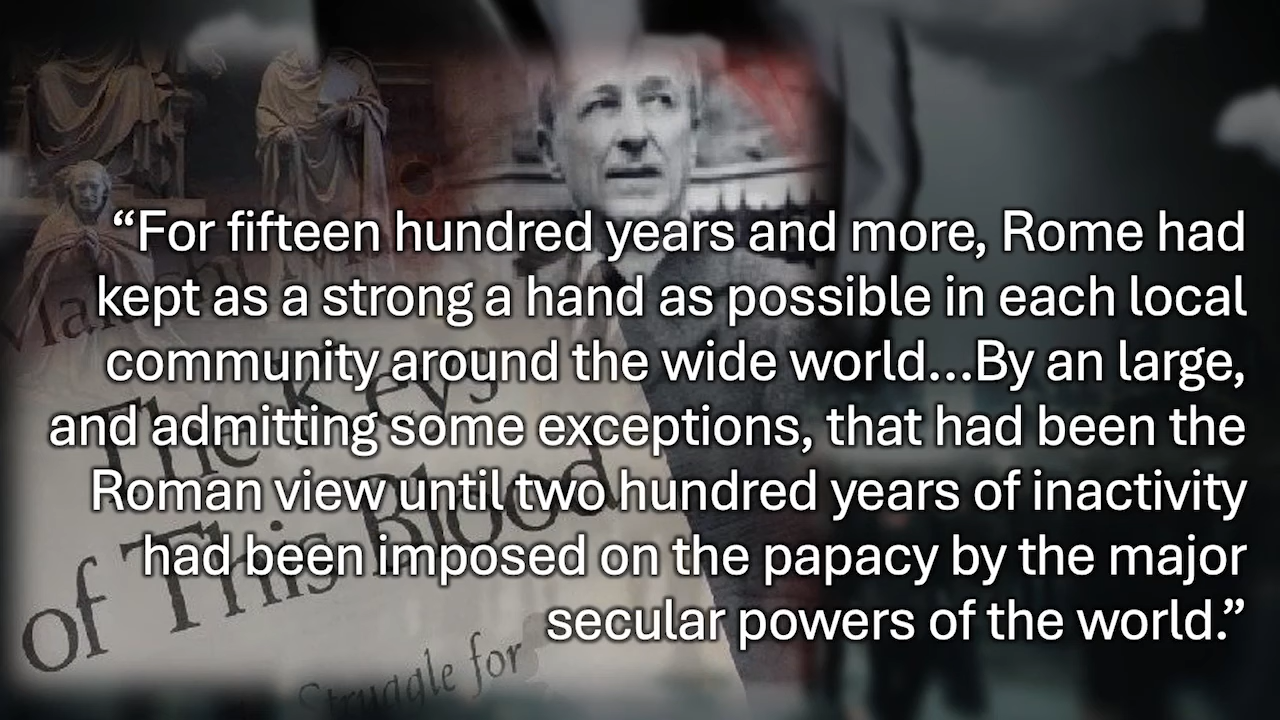 “For fifteen hundred years and more, Rome had
kept as a strong a hand as possible in each local
community around the wide world...By an large,
and admitting some exceptions, that had been the
Roman view until two hundred years of inactivity
had been imposed on the papacy by the major
secular powers of the world.”
The Keys
of This Blood
Struggle for